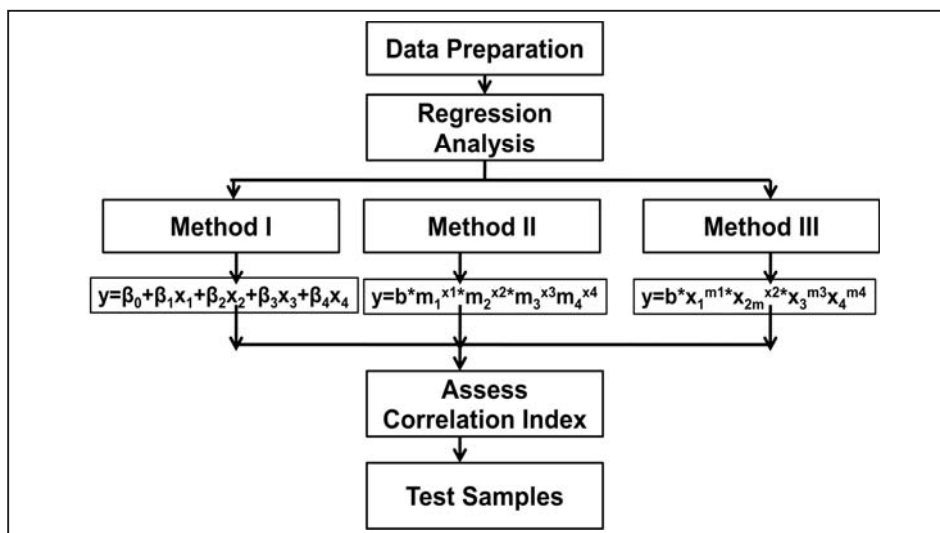 Data Preparation
Regression
Analysis
Method I
Method II
Method III
y=β₀+β₁x₁+β₂x₂+β₃x₃+β₄x₄
y=b*m₁ˣ¹*m₂ˣ²*m₃ˣ³m₄ˣ⁴
y=b*x₁ᵐ¹*x₂ₘˣ²*x₃ᵐ³x₄ᵐ⁴
Assess
Correlation Index
Test Samples